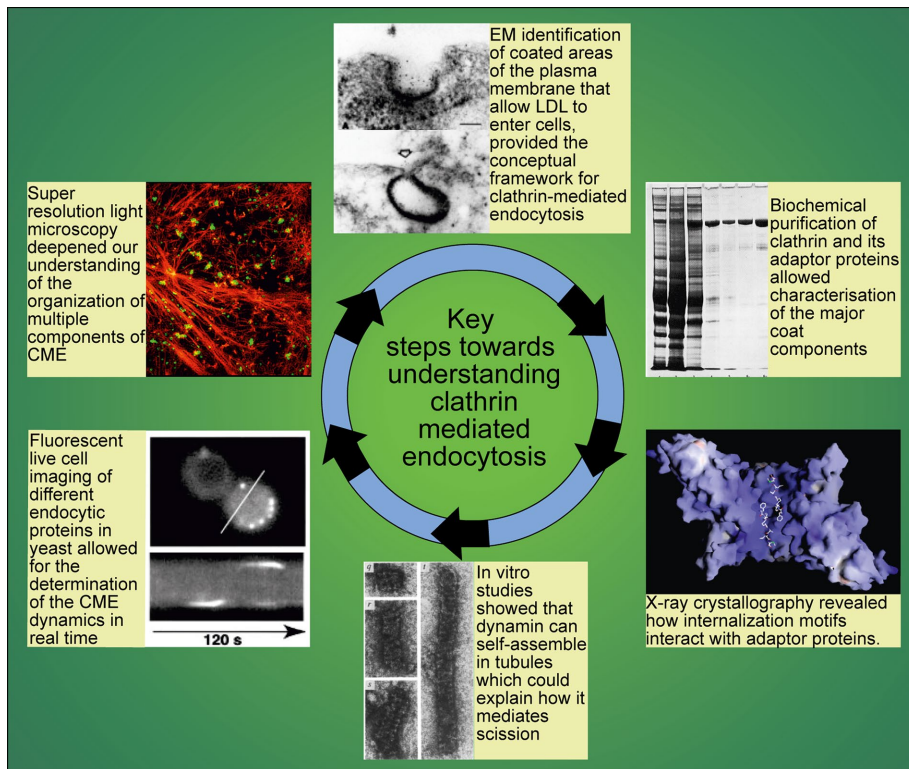 EM identification
of coated areas
of the plasma
membrane that
allow LDL to
enter cells,
provided the
conceptual
framework for
clathrin-mediated
endocytosis
A
Biochemical
purification of
clathrin and its
adaptor proteins
allowed
characterisation
of the major
coat
components
X-ray crystallography revealed
how internalization motifs
interact with adaptor proteins.
In vitro
studies
showed that
dynamin can
self-assemble
in tubules
which could
explain how it
mediates
scission
q
t
r
s
Fluorescent
live cell
imaging of
different
endocytic
proteins in
yeast allowed
for the
determination
of the CME
dynamics in
real time
120 s
Super
resolution light
microscopy
deepened our
understanding
of the
organization of
multiple
components of
CME
Key
steps towards
understanding
clathrin
mediated
endocytosis